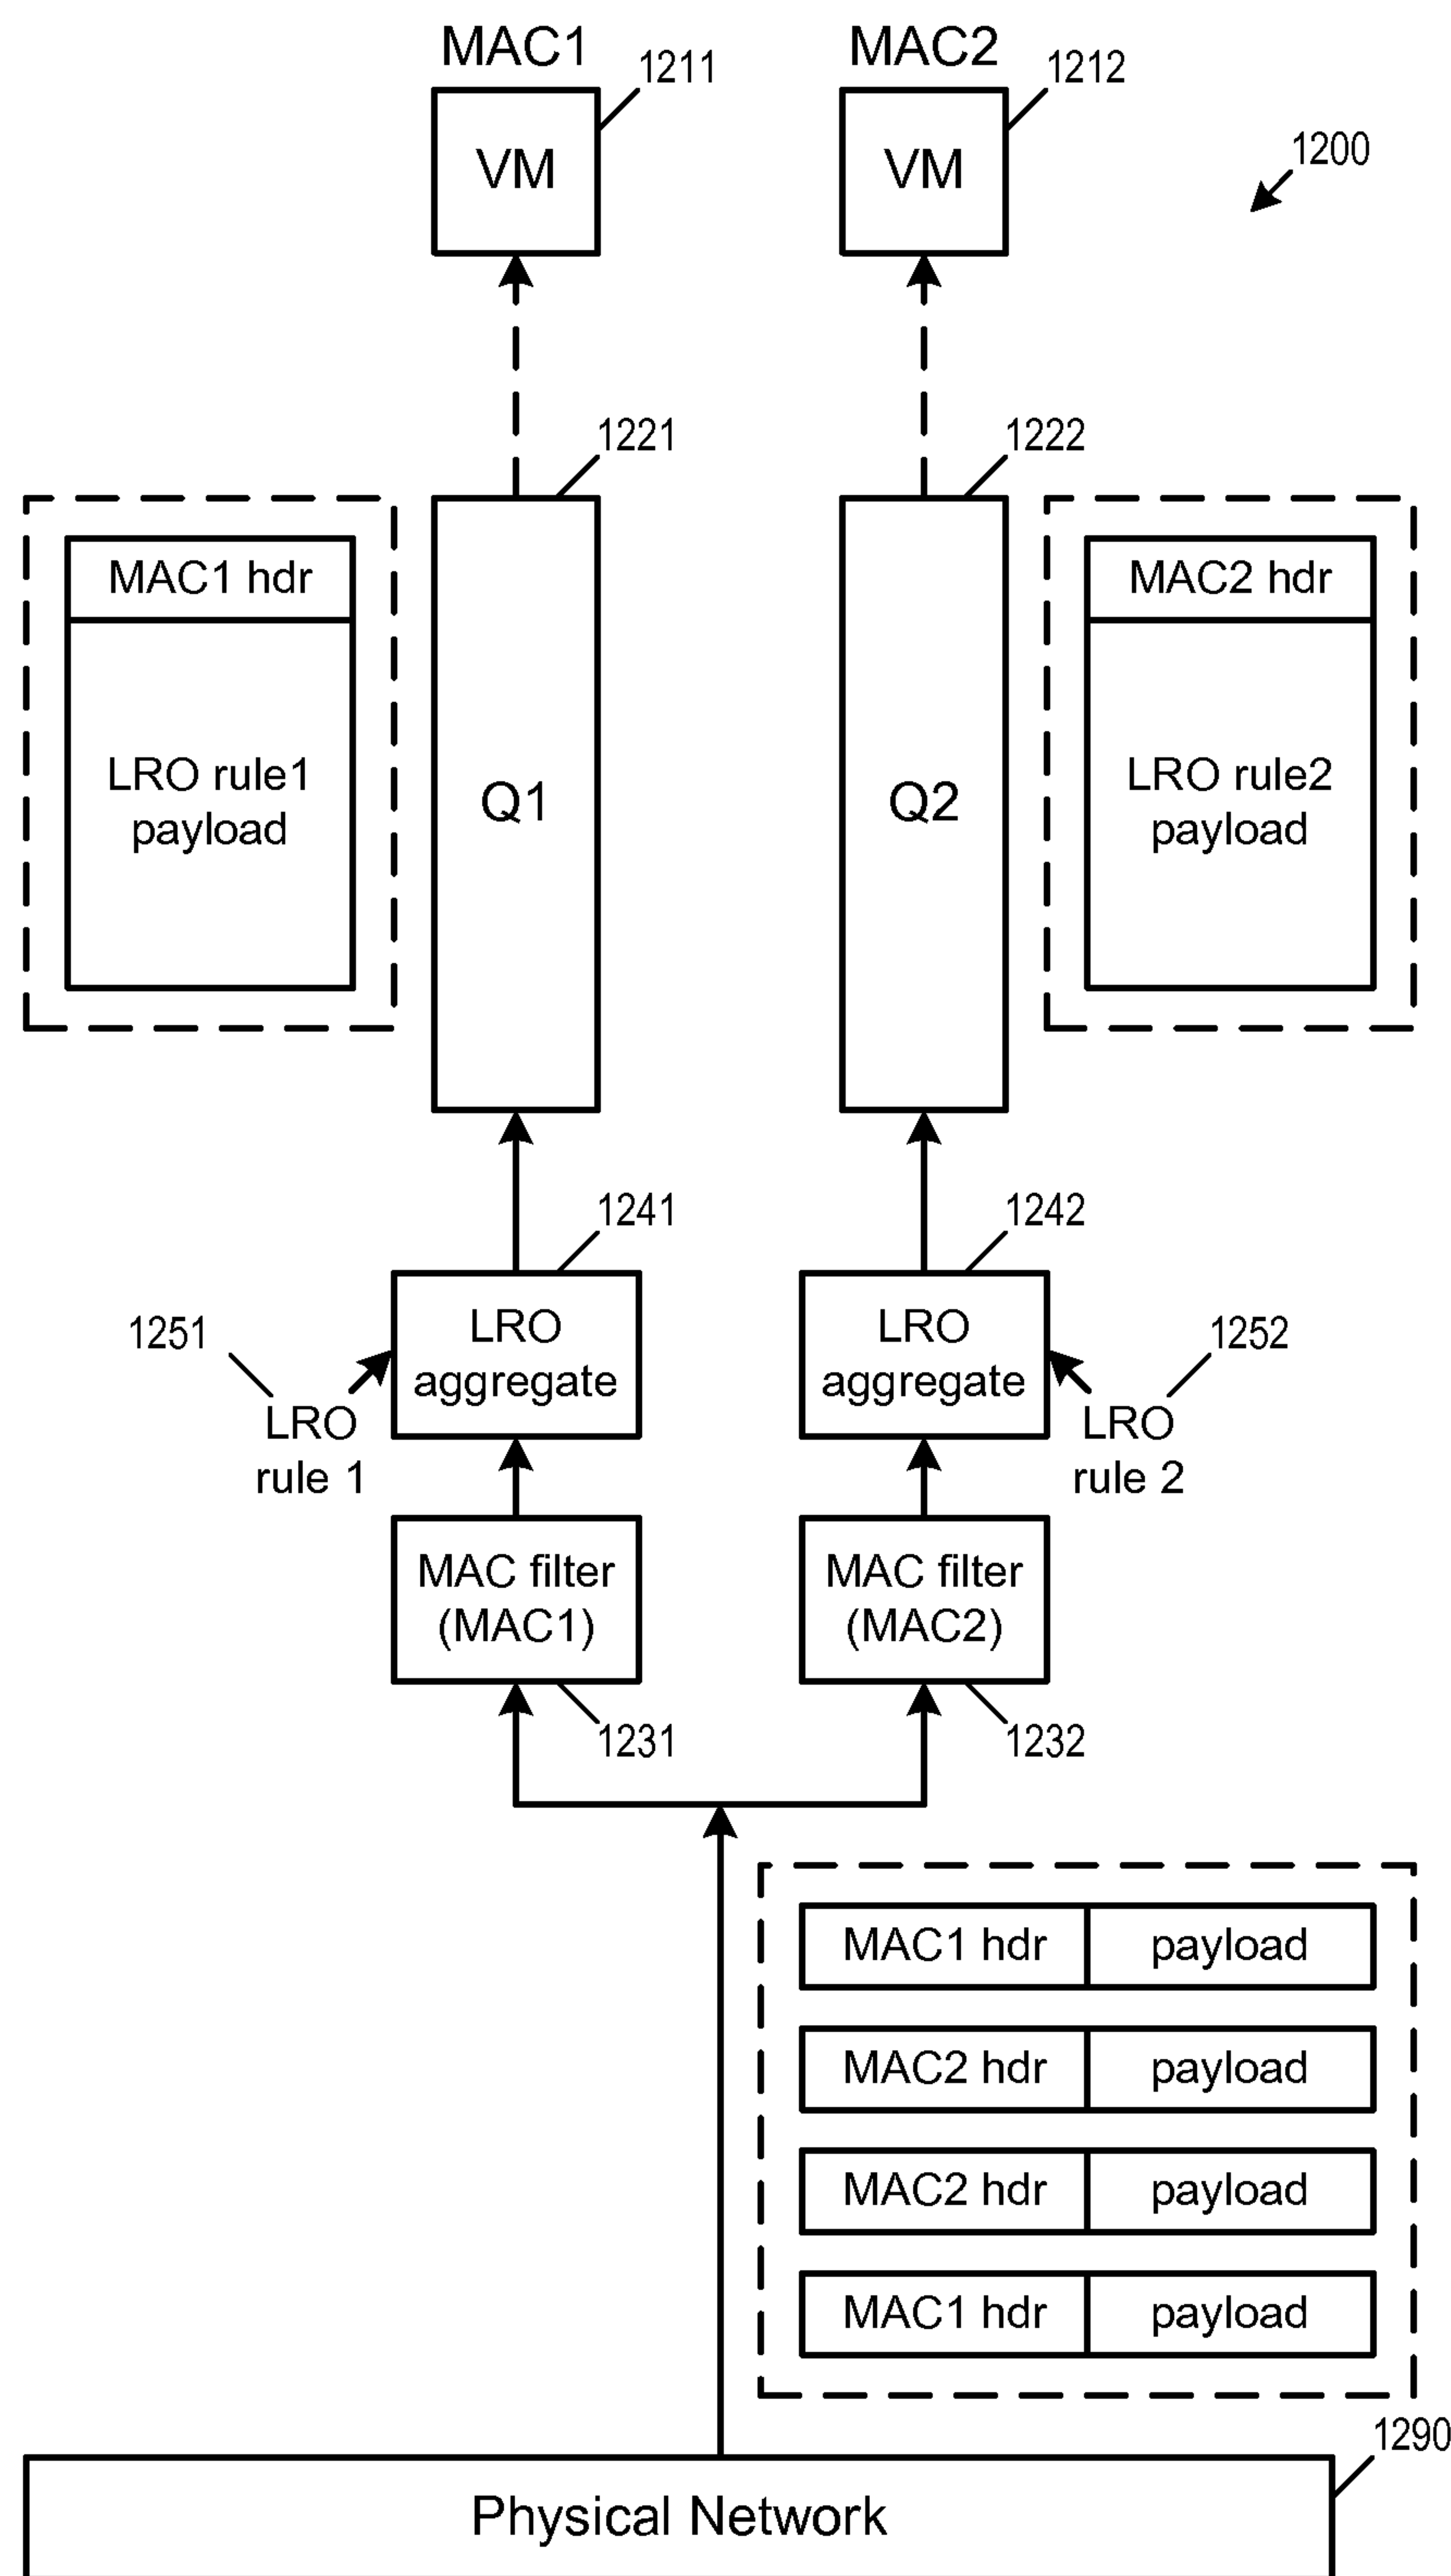 MAC1
1211
MAC2
1212
VM
VM
1200
1221
1222
MAC1 hdr
LRO rule1
payload
Q1
Q2
MAC2 hdr
LRO rule2
payload
1241
1242
1251
LRO
rule 1
LRO
aggregate
LRO
aggregate
1252
LRO
rule 2
MAC filter
(MAC1)
MAC filter
(MAC2)
1231
1232
MAC1 hdr payload
MAC2 hdr payload
MAC2 hdr payload
MAC1 hdr payload
1290
Physical Network